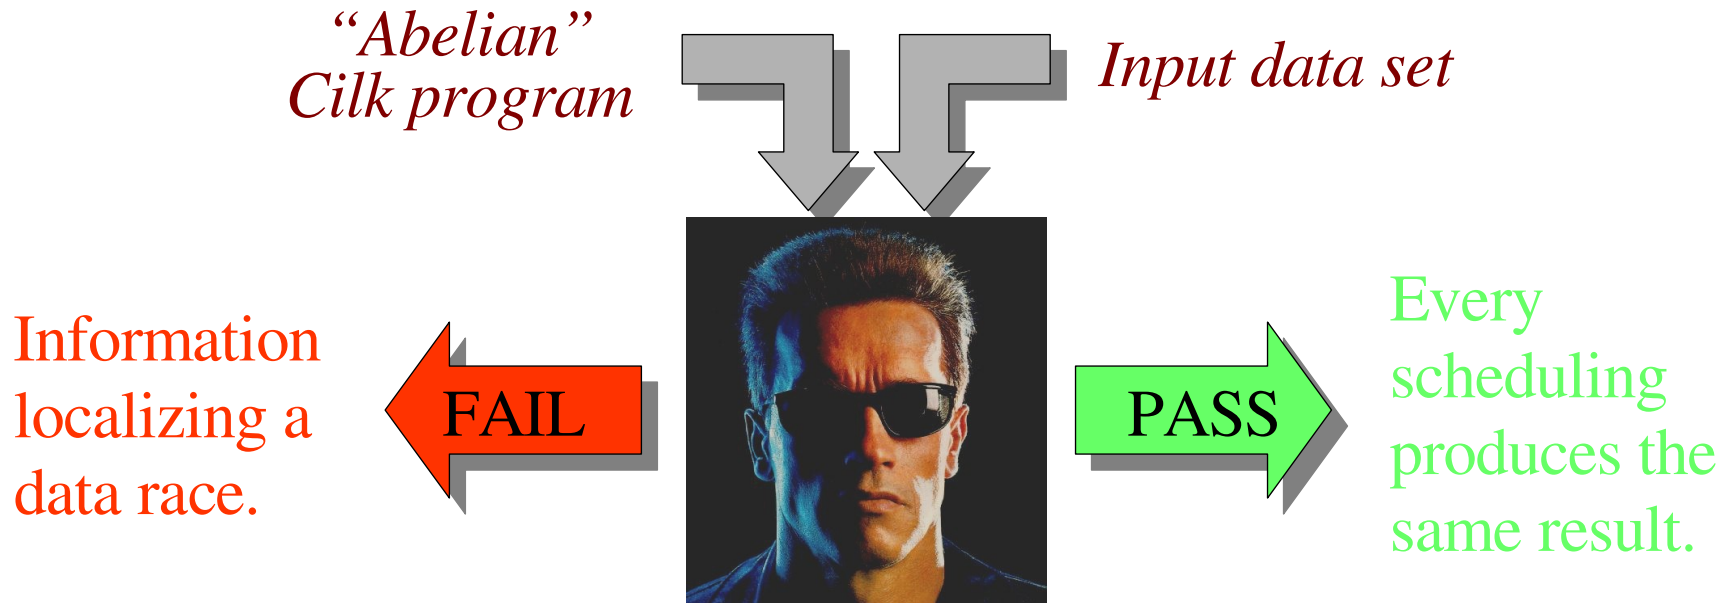 “Abelian”
Cilk program
Input data set
Information
localizing a
data race.
FAIL
PASS
Every
scheduling
produces the
same result.